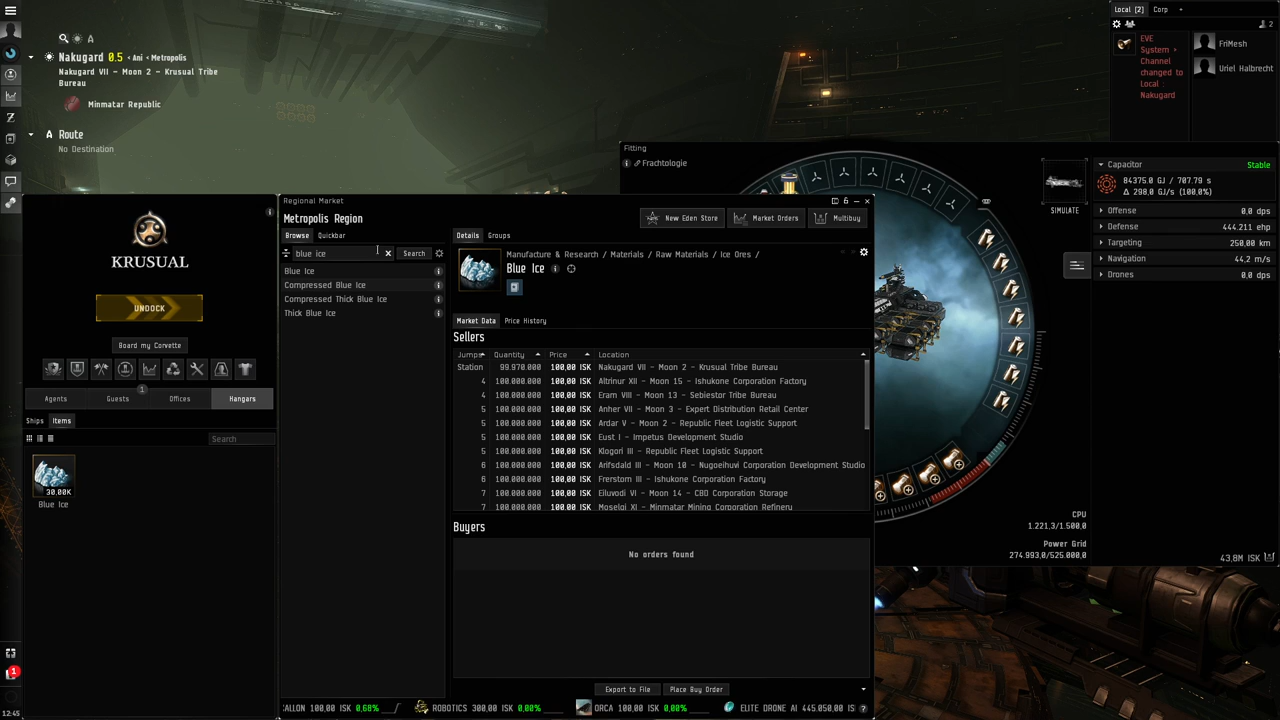 Nakugard 0.5 < Ani < Metropolis
Nakugard VII - Moon 2 - Krusual Tribe
Bureau
Minmatar Republic
Route
No Destination
Local [2] Corp
EVE
System >
Channel
changed to
Local :
Nakugard
2
FriMesh
Uriel Halbrecht
Fitting
Frachtologie
SIMULATE
Capacitor Stable
84375.0 GJ / 707.79 s
Δ 298,0 GJ/s (100,0%)
Offense 0,0 dps
Defense 444.211 ehp
Targeting 250,00 km
Navigation 44,2 m/s
Drones 0,0 dps
CPU
1.221,3/1.500,0
Power Grid
274.993,0/525.000,0
43,8M ISK
KRUSUAL
UNDOCK
Board my Corvette
1
Agents Guests Offices Hangars
Ships Items
Search
30.00K
Blue Ice
Regional Market
Metropolis Region
New Eden Store Market Orders Multibuy
Browse Quickbar
blue ice Search
Blue Ice
Compressed Blue Ice
Compressed Thick Blue Ice
Thick Blue Ice
Details Groups
Manufacture & Research / Materials / Raw Materials / Ice Ores /
Blue Ice
Market Data Price History
Sellers
Jumps Quantity Price Location
Station 99.970.000 100,00 ISK Nakugard VII - Moon 2 - Krusual Tribe Bureau
4 100.000.000 100,00 ISK Altrinur XII - Moon 15 - Ishukone Corporation Factory
4 100.000.000 100,00 ISK Eram VIII - Moon 13 - Sebiestor Tribe Bureau
5 100.000.000 100,00 ISK Anher VII - Moon 3 - Expert Distribution Retail Center
5 100.000.000 100,00 ISK Ardar V - Moon 2 - Republic Fleet Logistic Support
5 100.000.000 100,00 ISK Eust I - Impetus Development Studio
5 100.000.000 100,00 ISK Klogori III - Republic Fleet Logistic Support
6 100.000.000 100,00 ISK Arifsdald III - Moon 10 - Nugoeihuvi Corporation Development Studio
6 100.000.000 100,00 ISK Frerstorn III - Ishukone Corporation Factory
7 100.000.000 100,00 ISK Eiluvodi VI - Moon 14 - CBD Corporation Storage
7 100.000.000 100,00 ISK Moselgi XI - Minmatar Mining Corporation Refinery
Buyers
No orders found
Export to File Place Buy Order
ALLON 100,00 ISK 0,68% ROBOTICS 300,00 ISK 0,00% ORCA 100,00 ISK 0,00% ELITE DRONE AI 445.050,00 IS
1
12:45